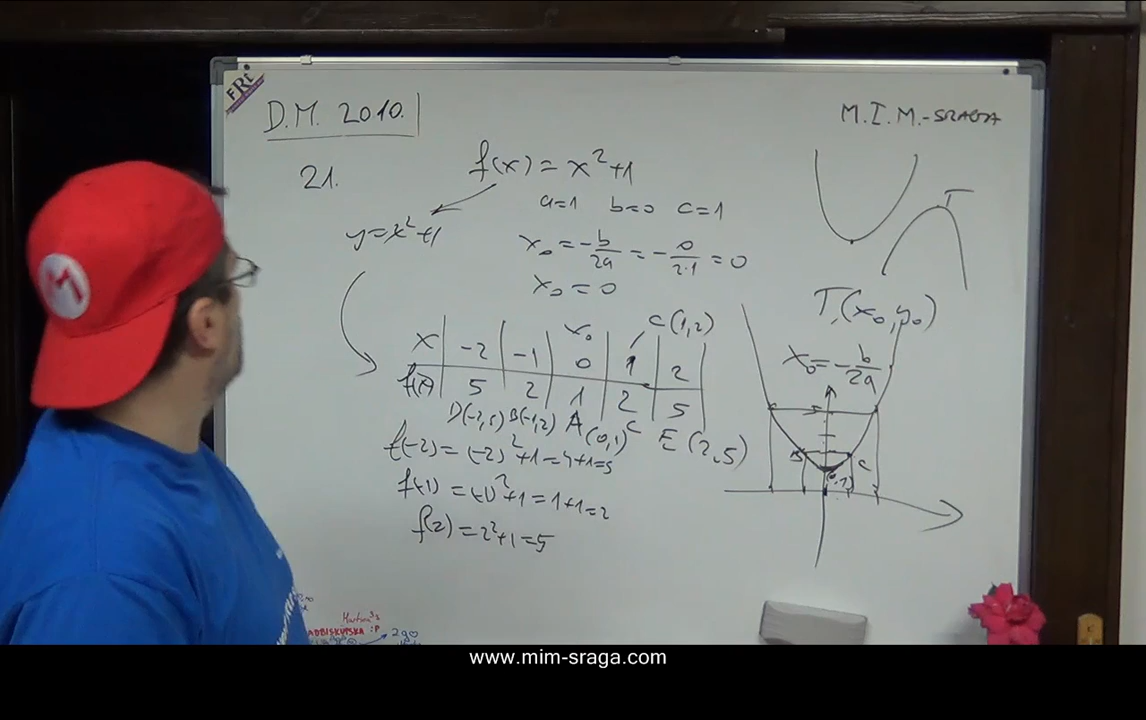 FRi
D.M. 2010.
M.I.M.-SRAGA
21.
f(x) = x²+1
a=1 b=0 c=1
y=x²+1
x₀ = -b/2a = -0/2·1 = 0
x₀ = 0
T
T(x₀,y₀)
x₀ = -b/2a
x₀ C(1,2)
X -2 -1 0 1 2
f(x) 5 2 1 2 5
D(-2,5) B(-1,2) A(0,1) C E(2,5)
f(-2) = (-2)²+1=4+1=5
f(-1) = (-1)²+1=1+1=2
f(2) = 2²+1=5
B C
(0,1)
M
ADBISKUPSKA :P
www.mim-sraga.com